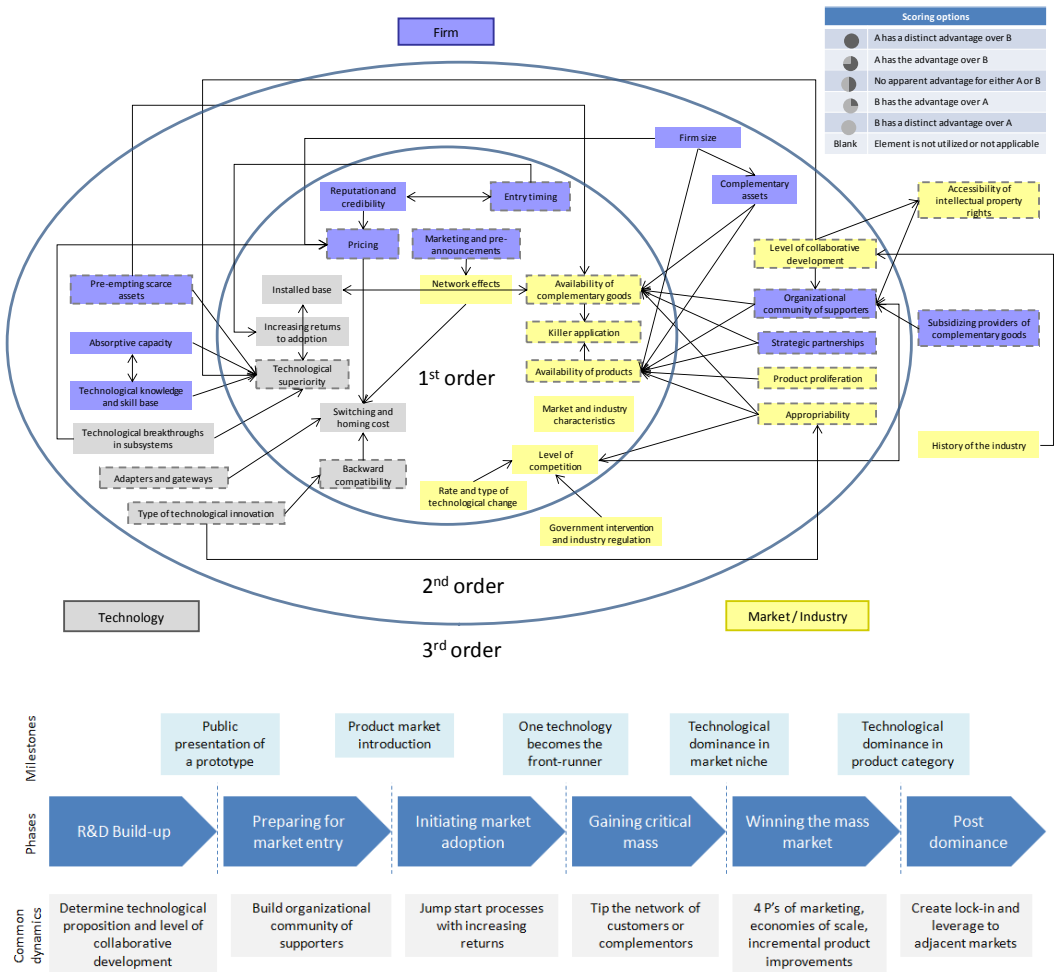 Firm
Scoring options
A has a distinct advantage over B
A has the advantage over B
No apparent advantage for either A or B
B has the advantage over A
B has a distinct advantage over A
Blank
Element is not utilized or not applicable
Firm size
Reputation and
credibility
Entry timing
Complementary
assets
Accessibility of
intellectual property
rights
Pricing
Marketing and pre-
announcements
Level of collaborative
development
Pre-empting scarce
assets
Installed base
Network effects
Availability of
complementary goods
Organizational
community of supporters
Subsidizing providers of
complementary goods
Increasing returns
to adoption
Killer application
Absorptive capacity
Strategic partnerships
Technological
superiority
1st order
Availability of products
Product proliferation
Technological knowledge
and skill base
Switching and
homing cost
Market and industry
characteristics
Appropriability
Technological breakthroughs
in subsystems
History of the industry
Level of
competition
Adapters and gateways
Backward
compatibility
Rate and type of
technological change
Type of technological innovation
Government intervention
and industry regulation
2nd order
Technology
Market / Industry
3rd order
Milestones
Public
presentation of
a prototype
Product market
introduction
One technology
becomes the
front-runner
Technological
dominance in
market niche
Technological
dominance in
product category
Phases
R&D Build-up
Preparing for
market entry
Initiating market
adoption
Gaining critical
mass
Winning the mass
market
Post
dominance
Common
dynamics
Determine technological
proposition and level of
collaborative
development
Build organizational
community of
supporters
Jump start processes
with increasing
returns
Tip the network of
customers or
complementors
4 P's of marketing,
economies of scale,
incremental product
improvements
Create lock-in and
leverage to
adjacent markets